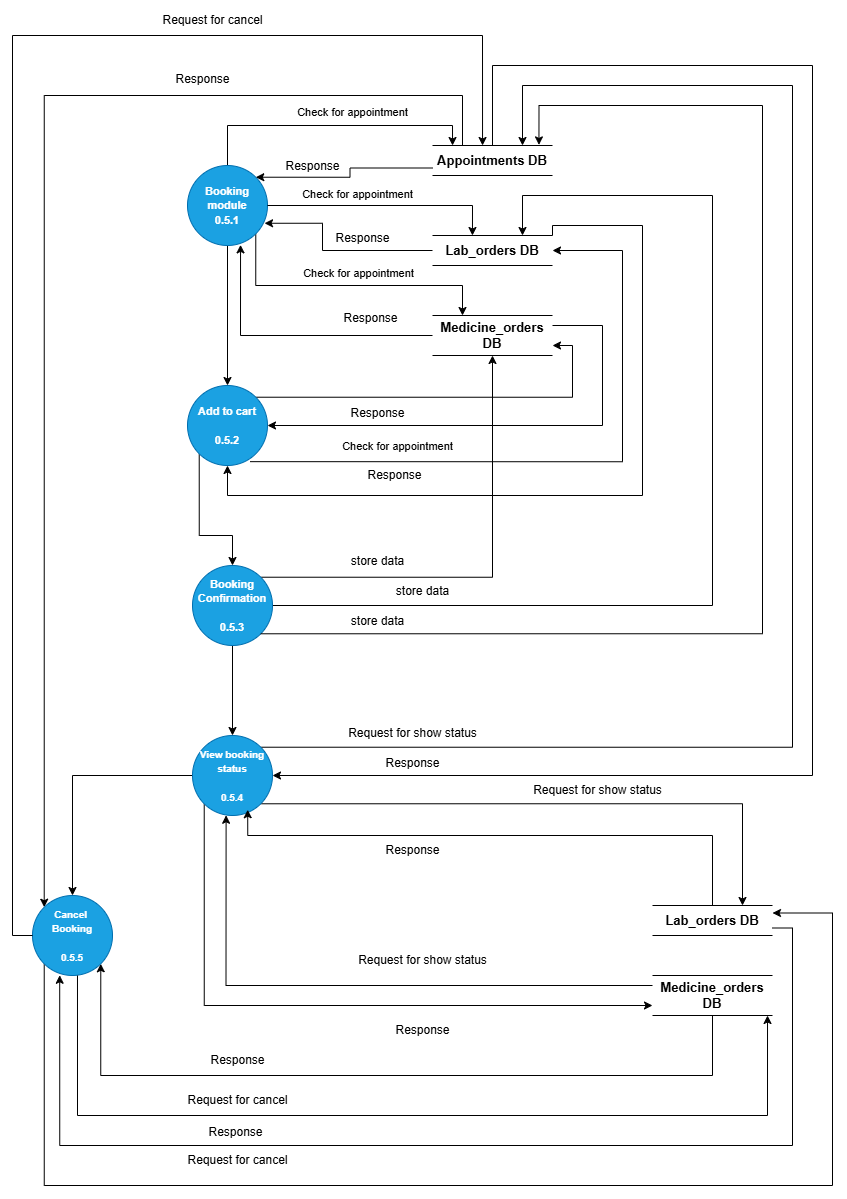 Request for cancel
Response
Check for appointment
Appointments DB
Response
Booking
module
0.5.1
Check for appointment
Response
Lab_orders DB
Check for appointment
Response
Medicine_orders
DB
Add to cart
0.5.2
Response
Check for appointment
Response
store data
Booking
Confirmation
0.5.3
store data
store data
Request for show status
View booking
status
0.5.4
Response
Request for show status
Response
Cancel
Booking
0.5.5
Lab_orders DB
Request for show status
Medicine_orders
DB
Response
Response
Request for cancel
Response
Request for cancel